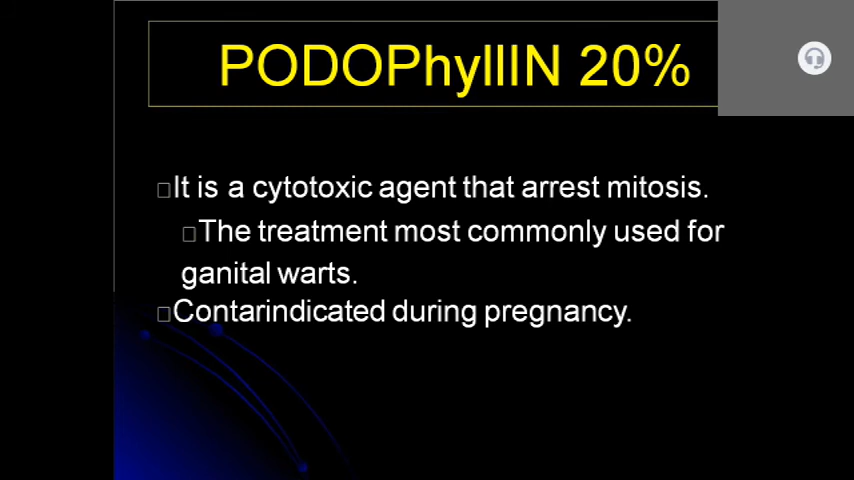 PODOPhyllIN 20%
It is a cytotoxic agent that arrest mitosis.
The treatment most commonly used for
ganital warts.
Contarindicated during pregnancy.